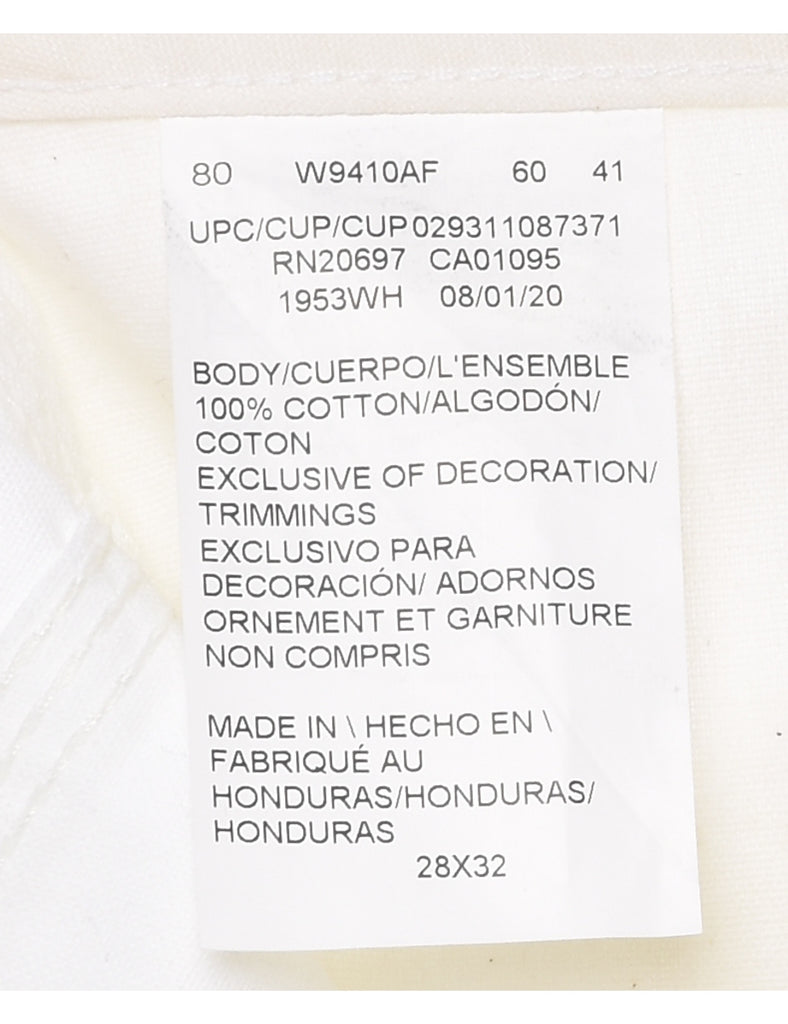 80 W9410AF 60 41
UPC/CUP/CUP029311087371
RN20697 CA01095
1953WH 08/01/20
BODY/CUERPO/L'ENSEMBLE
100% COTTON/ALGODÓN/
COTON
EXCLUSIVE OF DECORATION/
TRIMMINGS
EXCLUSIVO PARA
DECORACIÓN/ ADORNOS
ORNEMENT ET GARNITURE
NON COMPRIS
MADE IN \ HECHO EN \
FABRIQUÉ AU
HONDURAS/HONDURAS/
HONDURAS
28X32